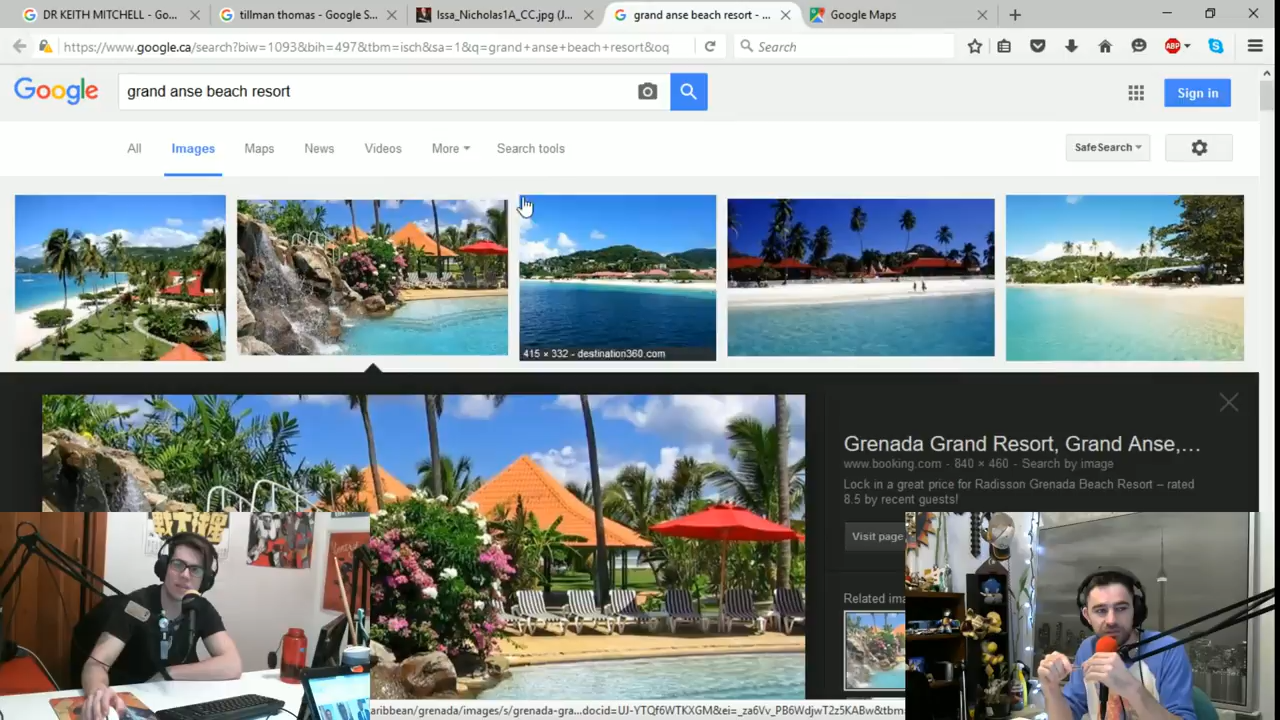 DR KEITH MITCHELL - Go...
tillman thomas - Google S...
Issa_Nicholas1A_CC.jpg (J...
grand anse beach resort - ...
Google Maps
https://www.google.ca/search?biw=1093&bih=497&tbm=isch&sa=1&q=grand+anse+beach+resort&oq
Search
ABP
Google
grand anse beach resort
Sign in
All
Images
Maps
News
Videos
More
Search tools
SafeSearch
415 × 332 - destination360.com
Grenada Grand Resort, Grand Anse,...
www.booking.com - 840 × 460 - Search by image
Lock in a great price for Radisson Grenada Beach Resort – rated
8.5 by recent guests!
Visit page
Related ima
aribbean/grenada/images/s/grenada-gra...docid=UJ-YTQf6WTKXGM&ei=_za6Vv_PB6WdjwT2z5KABw&tbm